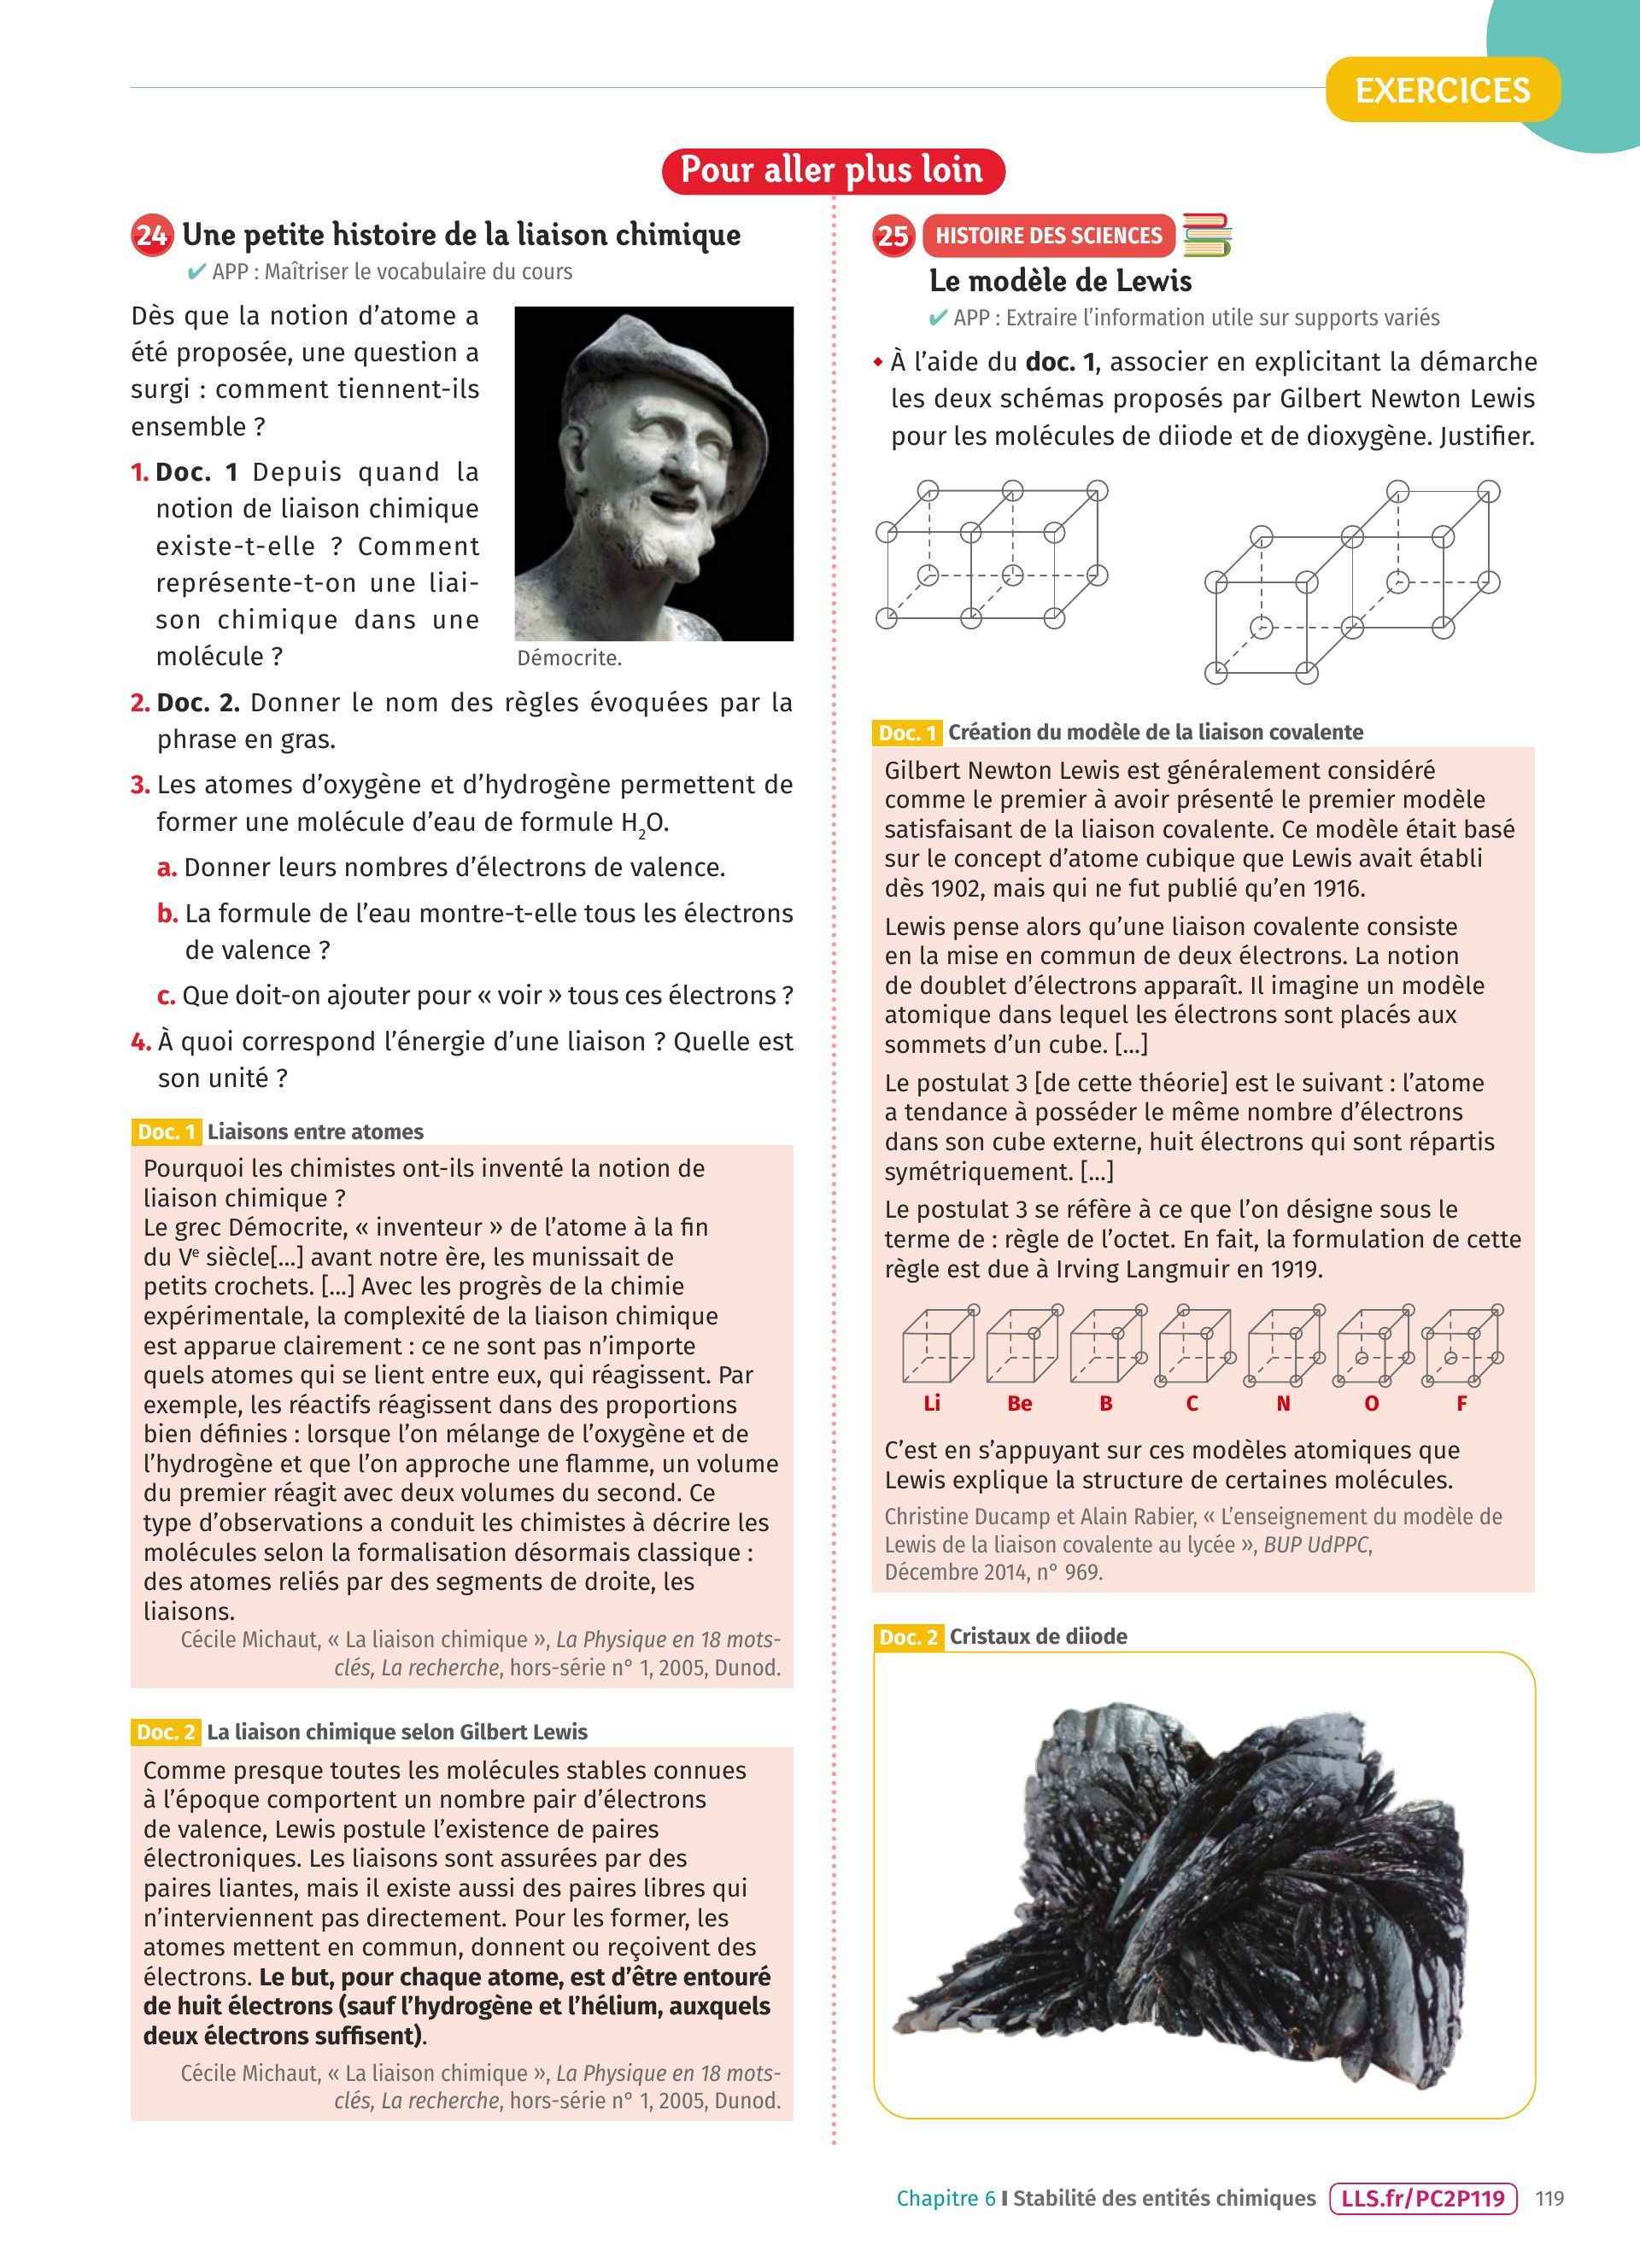 EXERCICES
Pour aller plus loin
24 Une petite histoire de la liaison chimique
✔ APP : Maîtriser le vocabulaire du cours
Dès que la notion d’atome a
été proposée, une question a
surgi : comment tiennent-ils
ensemble ?
1. Doc. 1 Depuis quand la
notion de liaison chimique
existe-t-elle ? Comment
représente-t-on une liai-
son chimique dans une
molécule ?
Démocrite.
2. Doc. 2. Donner le nom des règles évoquées par la
phrase en gras.
3. Les atomes d’oxygène et d’hydrogène permettent de
former une molécule d’eau de formule H₂O.
a. Donner leurs nombres d’électrons de valence.
b. La formule de l’eau montre-t-elle tous les électrons
de valence ?
c. Que doit-on ajouter pour « voir » tous ces électrons ?
4. À quoi correspond l’énergie d’une liaison ? Quelle est
son unité ?
Doc. 1 Liaisons entre atomes
Pourquoi les chimistes ont-ils inventé la notion de
liaison chimique ?
Le grec Démocrite, « inventeur » de l’atome à la fin
du Vᵉ siècle[...] avant notre ère, les munissait de
petits crochets. [...] Avec les progrès de la chimie
expérimentale, la complexité de la liaison chimique
est apparue clairement : ce ne sont pas n’importe
quels atomes qui se lient entre eux, qui réagissent. Par
exemple, les réactifs réagissent dans des proportions
bien définies : lorsque l’on mélange de l’oxygène et de
l’hydrogène et que l’on approche une flamme, un volume
du premier réagit avec deux volumes du second. Ce
type d’observations a conduit les chimistes à décrire les
molécules selon la formalisation désormais classique :
des atomes reliés par des segments de droite, les
liaisons.
Cécile Michaut, « La liaison chimique », La Physique en 18 mots-
clés, La recherche, hors-série n° 1, 2005, Dunod.
Doc. 2 La liaison chimique selon Gilbert Lewis
Comme presque toutes les molécules stables connues
à l’époque comportent un nombre pair d’électrons
de valence, Lewis postule l’existence de paires
électroniques. Les liaisons sont assurées par des
paires liantes, mais il existe aussi des paires libres qui
n’interviennent pas directement. Pour les former, les
atomes mettent en commun, donnent ou reçoivent des
électrons. Le but, pour chaque atome, est d’être entouré
de huit électrons (sauf l’hydrogène et l’hélium, auxquels
deux électrons suffisent).
Cécile Michaut, « La liaison chimique », La Physique en 18 mots-
clés, La recherche, hors-série n° 1, 2005, Dunod.
25 HISTOIRE DES SCIENCES
Le modèle de Lewis
✔ APP : Extraire l’information utile sur supports variés
◆ À l’aide du doc. 1, associer en explicitant la démarche
les deux schémas proposés par Gilbert Newton Lewis
pour les molécules de diiode et de dioxygène. Justifier.
Doc. 1 Création du modèle de la liaison covalente
Gilbert Newton Lewis est généralement considéré
comme le premier à avoir présenté le premier modèle
satisfaisant de la liaison covalente. Ce modèle était basé
sur le concept d’atome cubique que Lewis avait établi
dès 1902, mais qui ne fut publié qu’en 1916.
Lewis pense alors qu’une liaison covalente consiste
en la mise en commun de deux électrons. La notion
de doublet d’électrons apparaît. Il imagine un modèle
atomique dans lequel les électrons sont placés aux
sommets d’un cube. [...]
Le postulat 3 [de cette théorie] est le suivant : l’atome
a tendance à posséder le même nombre d’électrons
dans son cube externe, huit électrons qui sont répartis
symétriquement. [...]
Le postulat 3 se réfère à ce que l’on désigne sous le
terme de : règle de l’octet. En fait, la formulation de cette
règle est due à Irving Langmuir en 1919.
Li Be B C N O F
C’est en s’appuyant sur ces modèles atomiques que
Lewis explique la structure de certaines molécules.
Christine Ducamp et Alain Rabier, « L’enseignement du modèle de
Lewis de la liaison covalente au lycée », BUP UdPPC,
Décembre 2014, n° 969.
Doc. 2 Cristaux de diiode
Chapitre 6 I Stabilité des entités chimiques LLS.fr/PC2P119 119